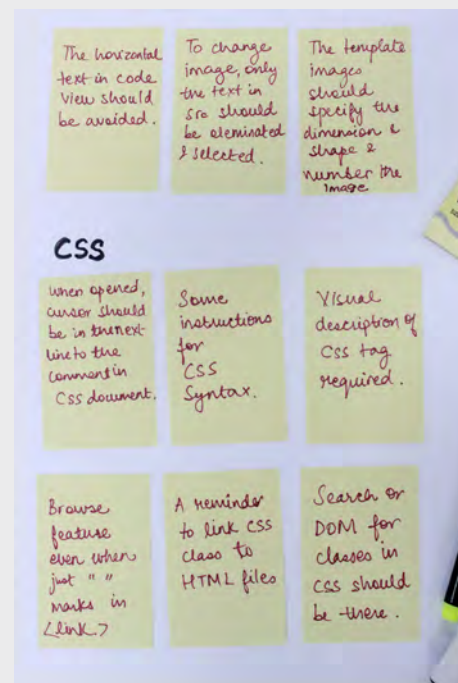 The horizontal
text in code
view should
be avoided.
To change
image, only
the text in
src should
be eleminated
& selected.
The template
images
should
specify the
dimension &
shape &
number the
image
CSS
when opened,
cursor should
be in the next
line to the
comment in
CSS document.
Some
instructions
for
CSS
Syntax.
Visual
description of
CSS tag
required.
Browse
feature
even when
just " "
marks in
<link>
A reminder
to link CSS
class to
HTML files
Search or
DOM for
classes in
CSS should
be there.